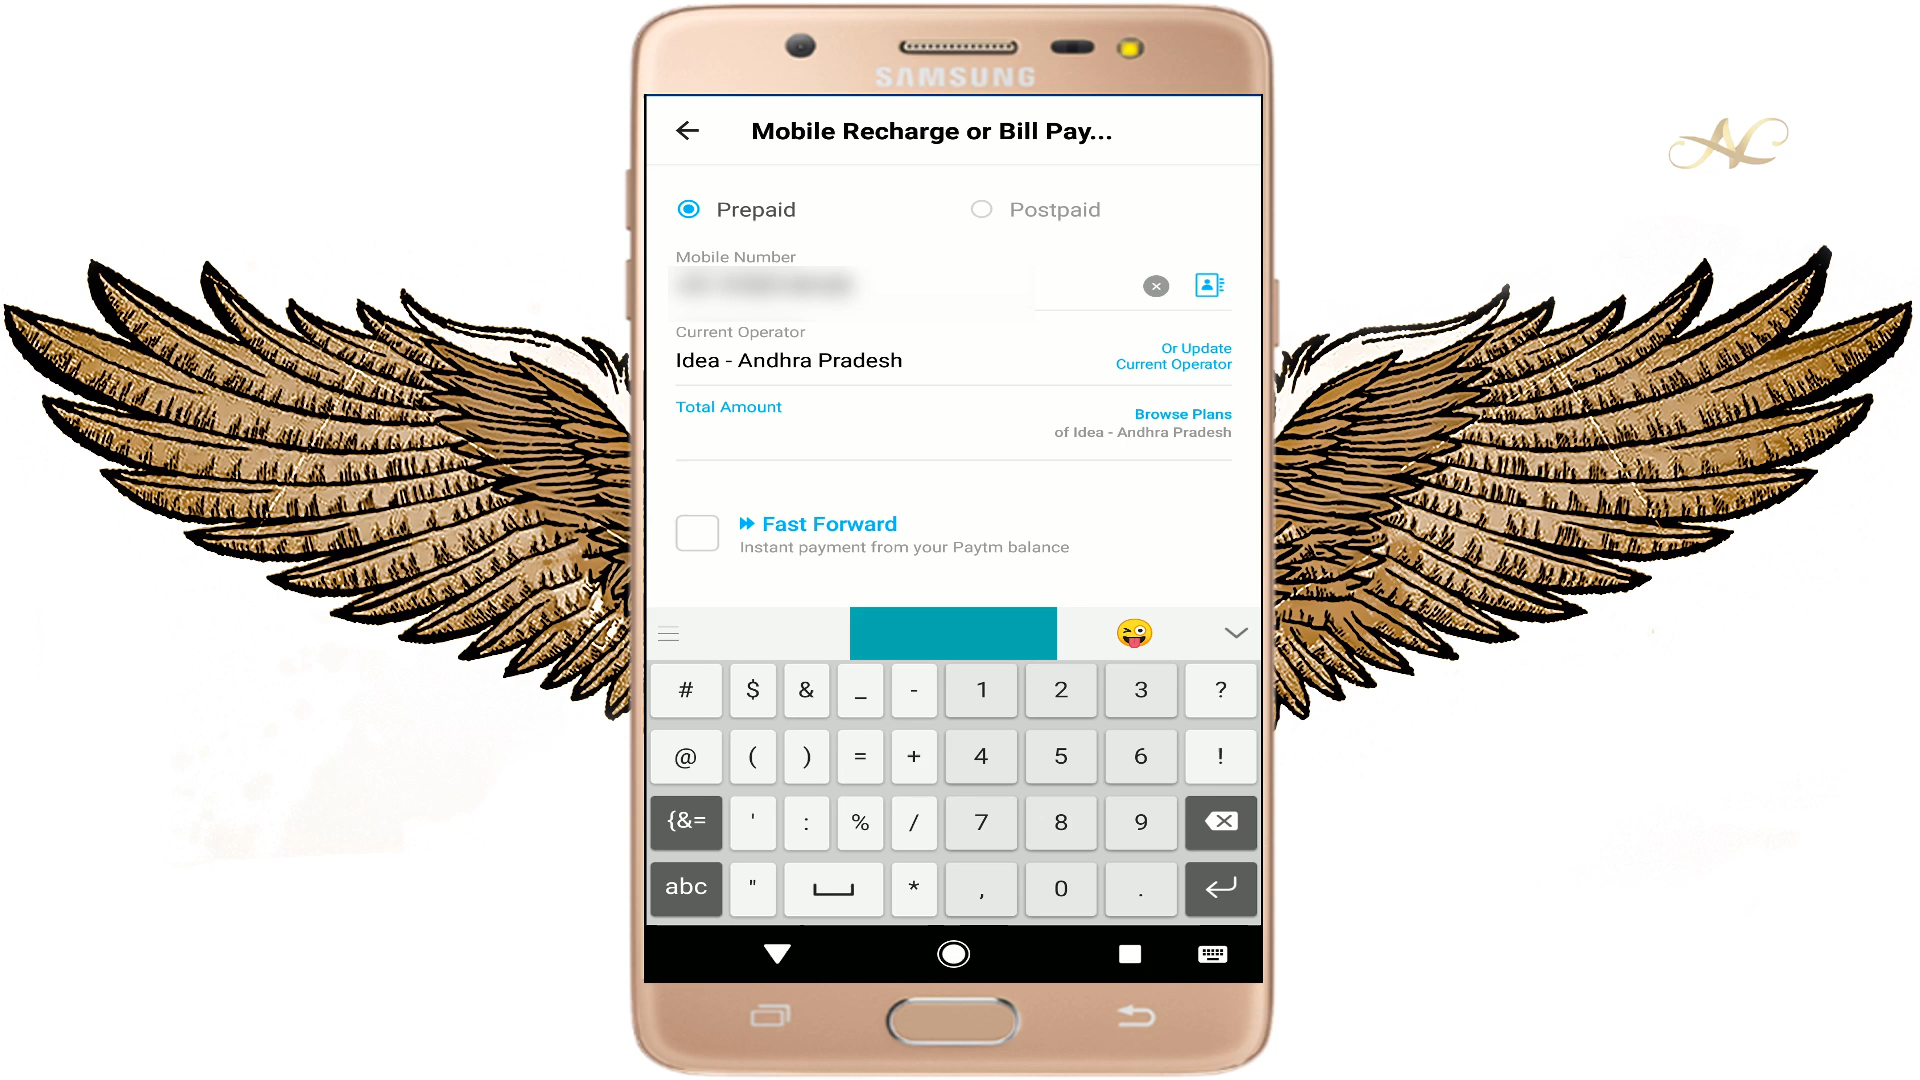 SAMSUNG
Mobile Recharge or Bill Pay...
Prepaid
Postpaid
Mobile Number
Current Operator
Idea - Andhra Pradesh
Or Update
Current Operator
Total Amount
Browse Plans
of Idea - Andhra Pradesh
Fast Forward
Instant payment from your Paytm balance
# $ & _ - 1 2 3 ?
@ ( ) = + 4 5 6 !
{&= ' : % / 7 8 9
abc " * , 0 .
AC